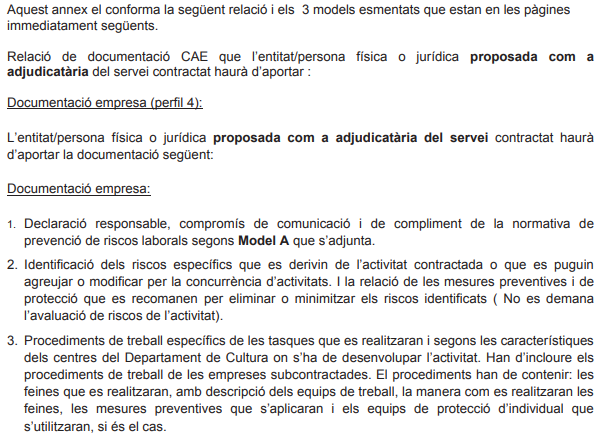 Aquest annex el conforma la següent relació i els  3 models esmentats que estan en les pàgines
immediatament següents.
Relació de documentació CAE que l’entitat/persona física o jurídica proposada com a
adjudicatària del servei contractat haurà d’aportar :
Documentació empresa (perfil 4):
L’entitat/persona física o jurídica proposada com a adjudicatària del servei contractat haurà
d’aportar la documentació següent:
Documentació empresa:
1. Declaració responsable, compromís de comunicació i de compliment de la normativa de
prevenció de riscos laborals segons Model A que s’adjunta.
2. Identificació dels riscos específics que es derivin de l’activitat contractada o que es puguin
agreujar o modificar per la concurrència d’activitats. I la relació de les mesures preventives i de
protecció que es recomanen per eliminar o minimitzar els riscos identificats ( No es demana
l’avaluació de riscos de l’activitat).
3. Procediments de treball específics de les tasques que es realitzaran i segons les característiques
dels centres del Departament de Cultura on s’ha de desenvolupar l’activitat. Han d’incloure els
procediments de treball de les empreses subcontractades. El procediments han de contenir: les
feines que es realitzaran, amb descripció dels equips de treball, la manera com es realitzaran les
feines, les mesures preventives que s’aplicaran i els equips de protecció d’individual que
s’utilitzaran, si és el cas.